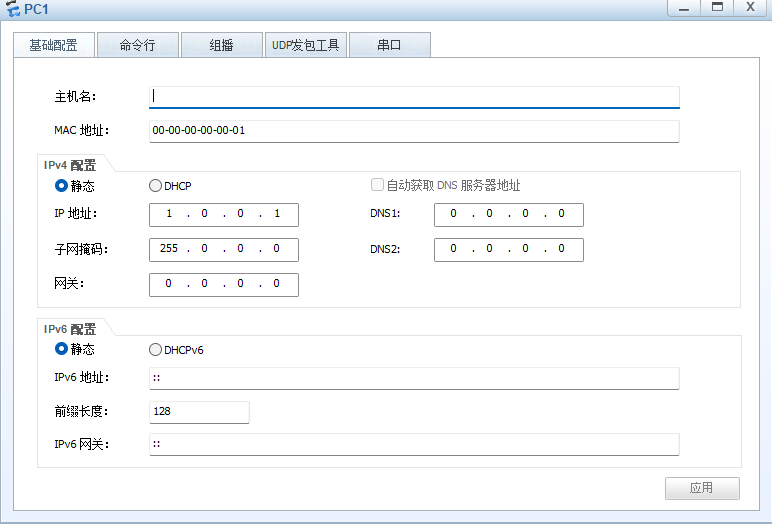 PC1
基础配置 命令行 组播 UDP发包工具 串口
主机名:
MAC 地址: 00-00-00-00-00-01
IPv4 配置
静态 DHCP 自动获取 DNS 服务器地址
IP 地址: 1 . 0 . 0 . 1 DNS1: 0 . 0 . 0 . 0
子网掩码: 255 . 0 . 0 . 0 DNS2: 0 . 0 . 0 . 0
网关: 0 . 0 . 0 . 0
IPv6 配置
静态 DHCPv6
IPv6 地址: ::
前缀长度: 128
IPv6 网关: ::
应用